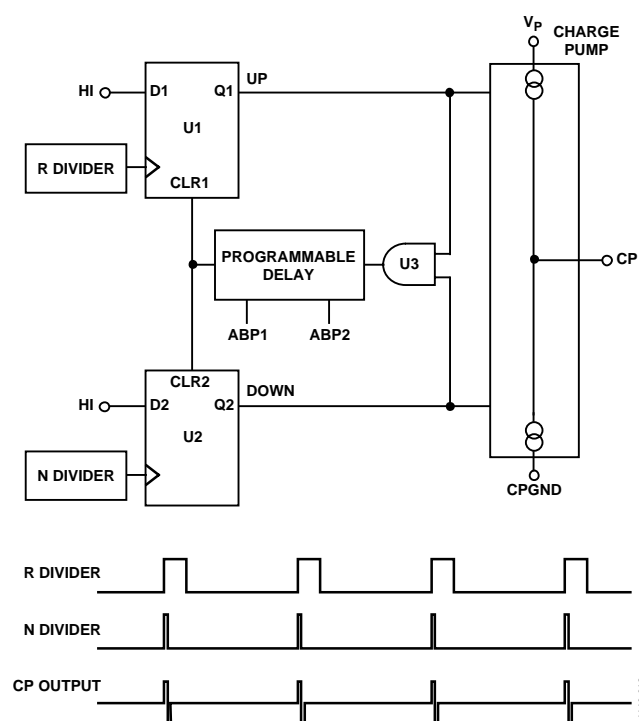 VP
CHARGE
PUMP
UP
HI
D1
Q1
U1
R DIVIDER
CLR1
PROGRAMMABLE
DELAY
U3
CP
ABP1
ABP2
CLR2
DOWN
HI
D2
Q2
U2
N DIVIDER
CPGND
R DIVIDER
N DIVIDER
CP OUTPUT